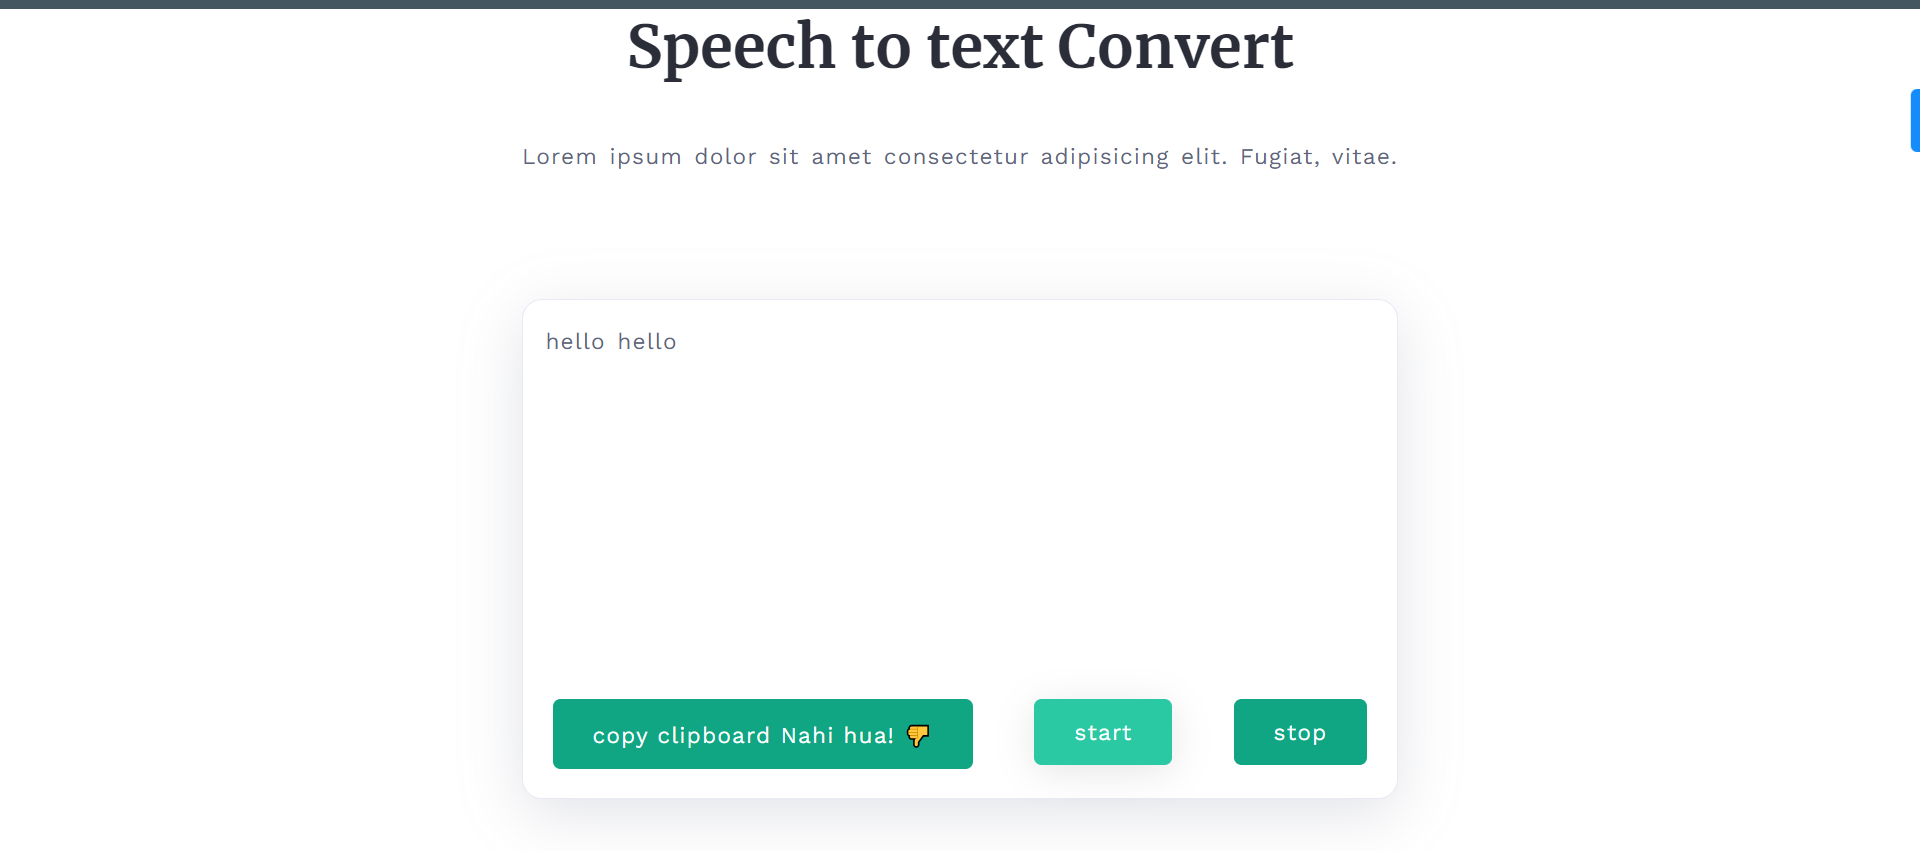 Speech to text Convert
Lorem ipsum dolor sit amet consectetur adipisicing elit. Fugiat, vitae.
hello hello
copy clipboard Nahi hua! 👎
start
stop